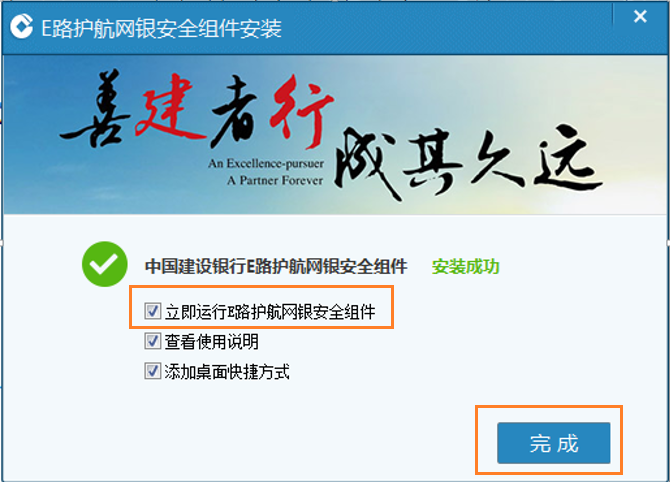 E路护航网银安全组件安装
善建者行
An Excellence-pursuer
A Partner Forever
成其久远
中国建设银行E路护航网银安全组件 安装成功
立即运行E路护航网银安全组件
查看使用说明
添加桌面快捷方式
完成